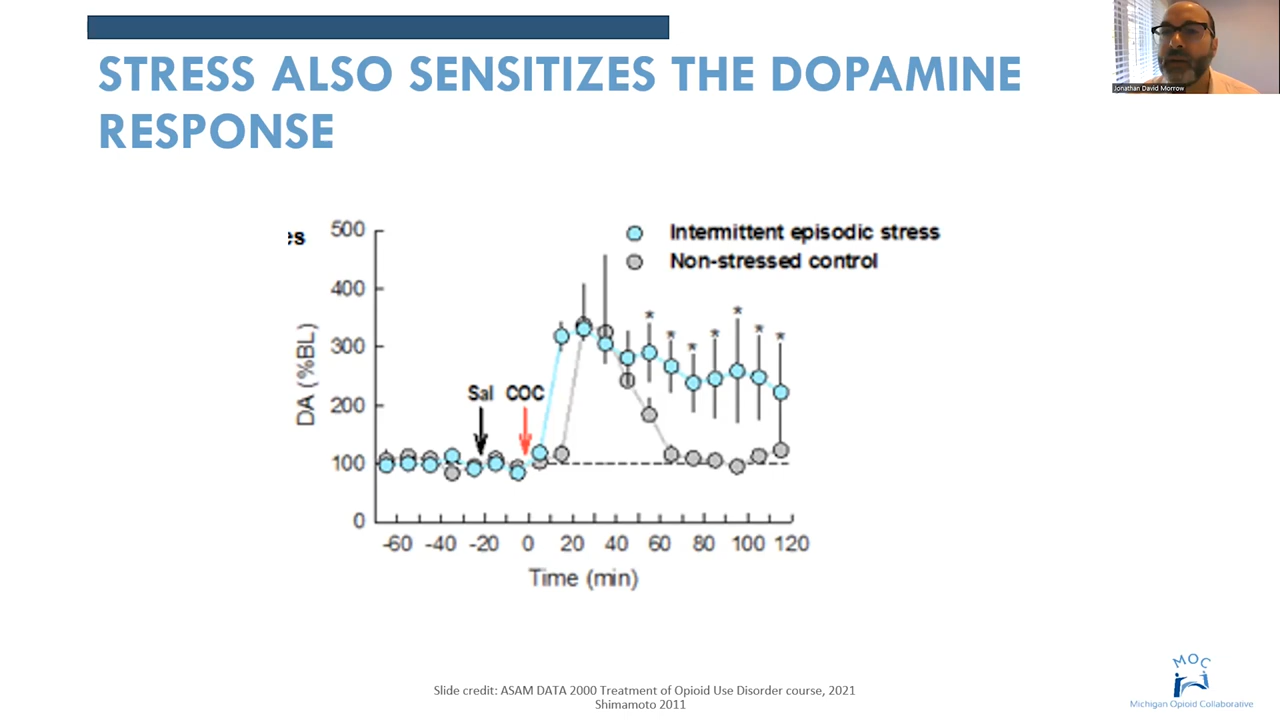 STRESS ALSO SENSITIZES THE DOPAMINE
RESPONSE
Jonathan David Morrow
es
Intermittent episodic stress
Non-stressed control
DA (%BL)
500
400
300
200
100
0
Sal
COC
* * * * * * *
-60 -40 -20 0 20 40 60 80 100 120
Time (min)
Slide credit: ASAM DATA 2000 Treatment of Opioid Use Disorder course, 2021
Shimamoto 2011
MOC
Michigan Opioid Collaborative